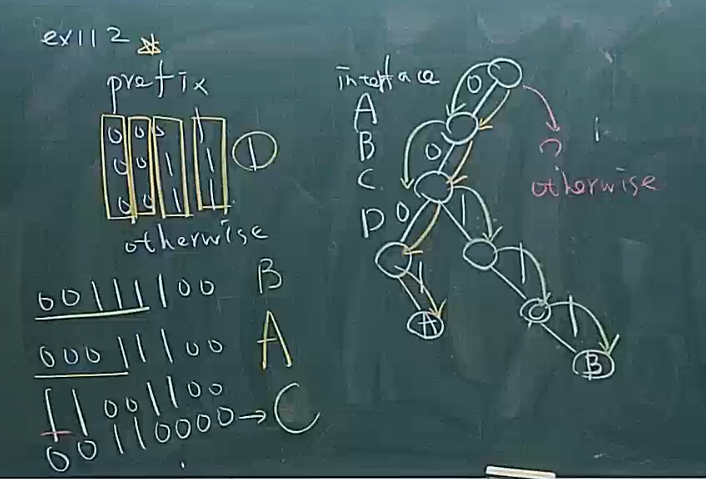 ex112
prefix interface
0 0 0 1 A
0 0 1 1 B
0 0 1 1 C
otherwise D
00111100 B
00011100 A
11001100
00110000→C
0
0
0 1
1 1
1
A
B
otherwise